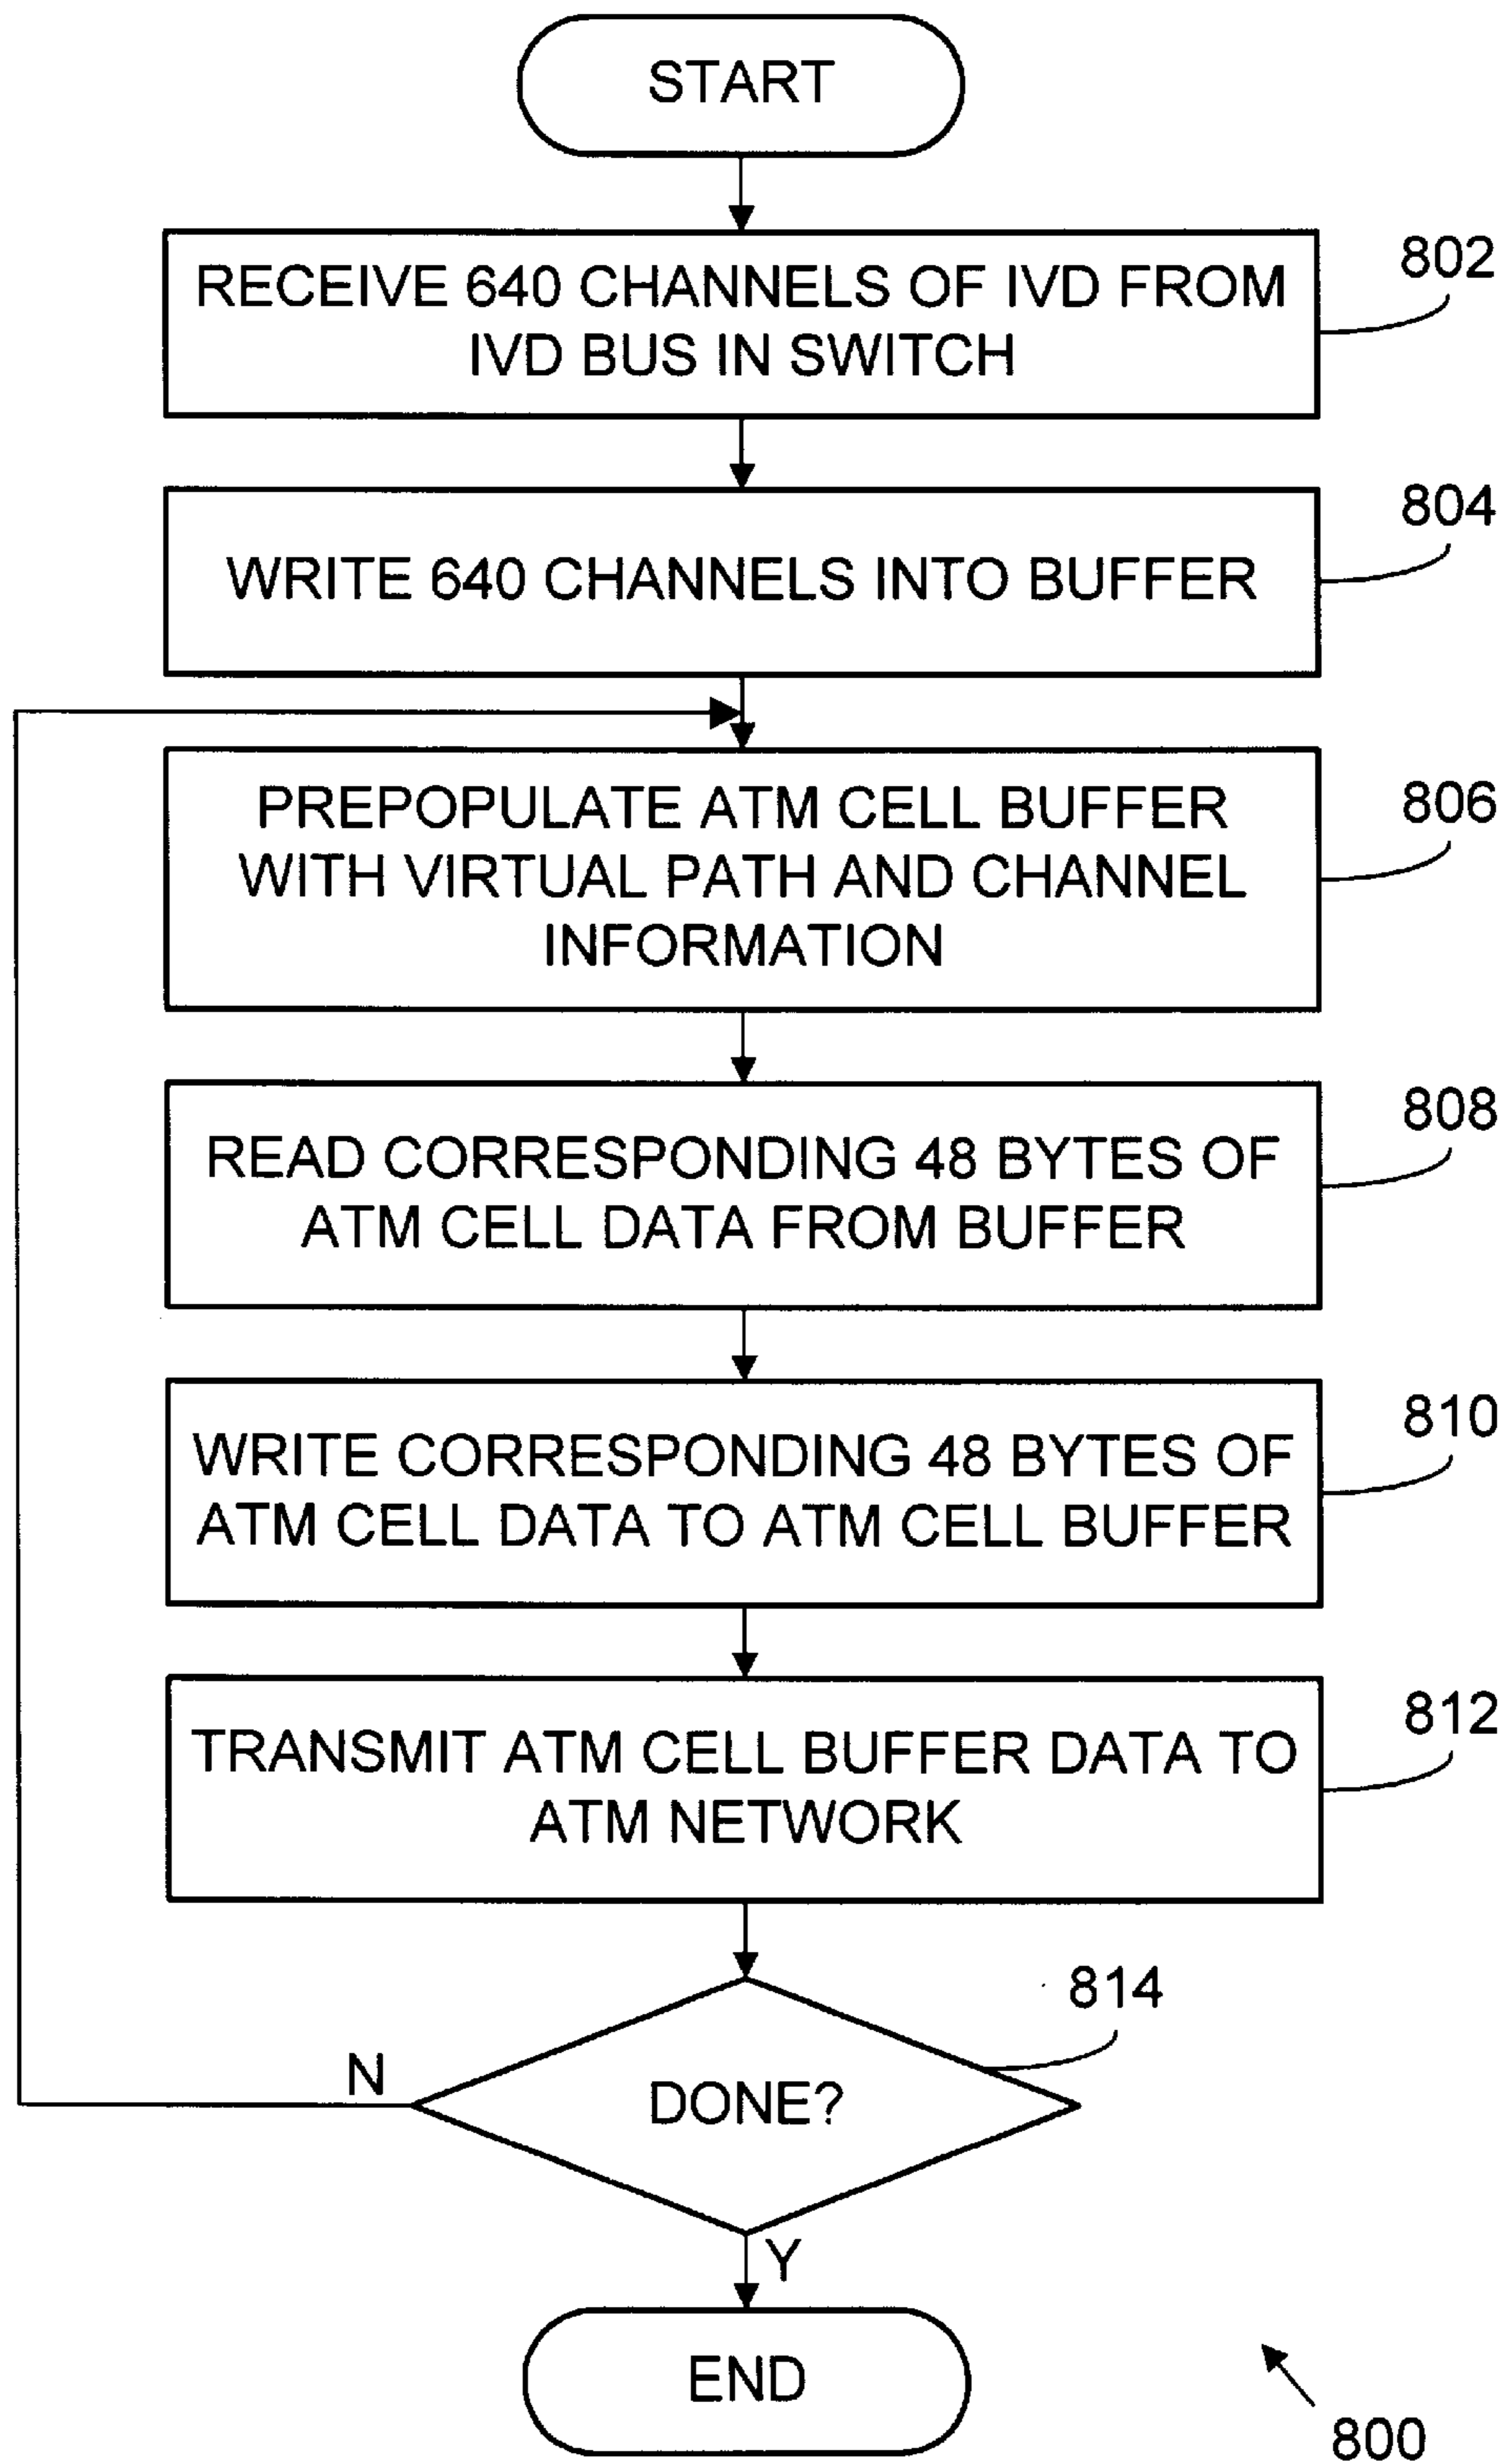 START
802
RECEIVE 640 CHANNELS OF IVD FROM
IVD BUS IN SWITCH
804
WRITE 640 CHANNELS INTO BUFFER
806
PREPOPULATE ATM CELL BUFFER
WITH VIRTUAL PATH AND CHANNEL
INFORMATION
808
READ CORRESPONDING 48 BYTES OF
ATM CELL DATA FROM BUFFER
810
WRITE CORRESPONDING 48 BYTES OF
ATM CELL DATA TO ATM CELL BUFFER
812
TRANSMIT ATM CELL BUFFER DATA TO
ATM NETWORK
814
N
DONE?
Y
END
800